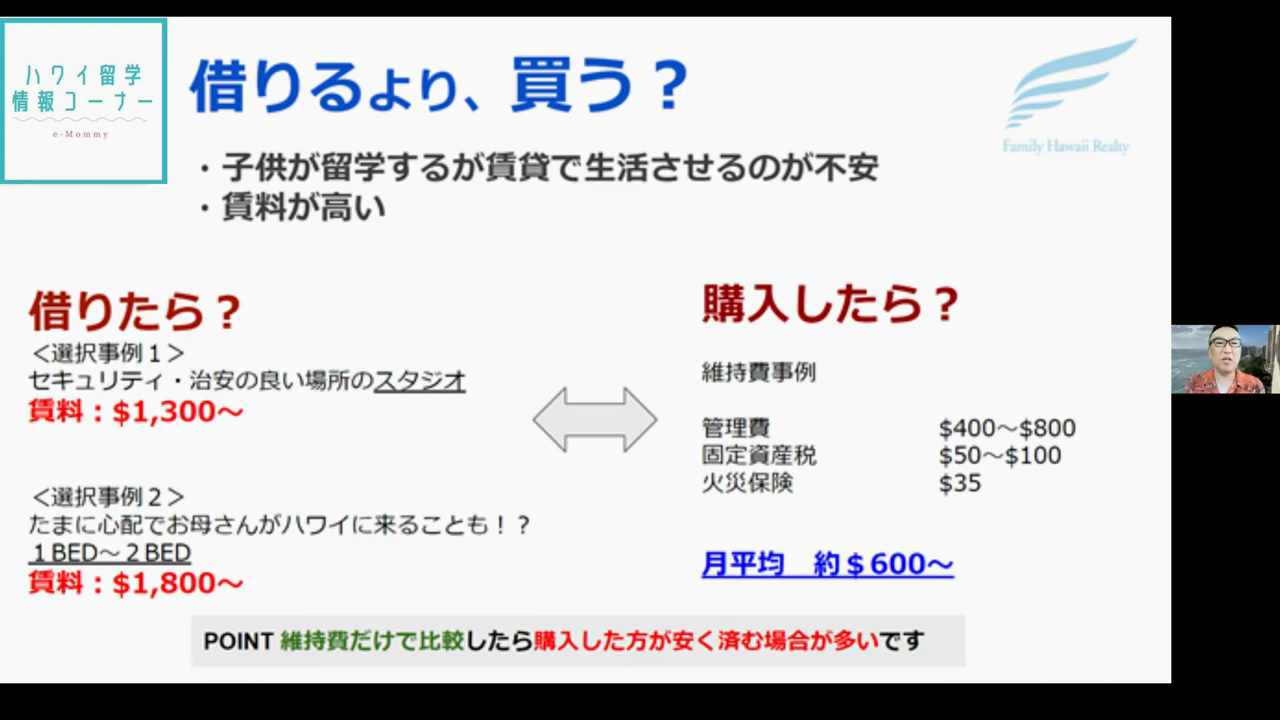 ハワイ留学
情報コーナー
e-Mommy
借りるより、買う？
・子供が留学するが賃貸で生活させるのが不安
・賃料が高い
Family Hawaii Realty
借りたら？
＜選択事例１＞
セキュリティ・治安の良い場所のスタジオ
賃料：$1,300～
＜選択事例２＞
たまに心配でお母さんがハワイに来ることも！？
１BED～２BED
賃料：$1,800～
購入したら？
維持費事例
管理費 $400～$800
固定資産税 $50～$100
火災保険 $35
月平均　約＄600～
POINT 維持費だけで比較したら購入した方が安く済む場合が多いです